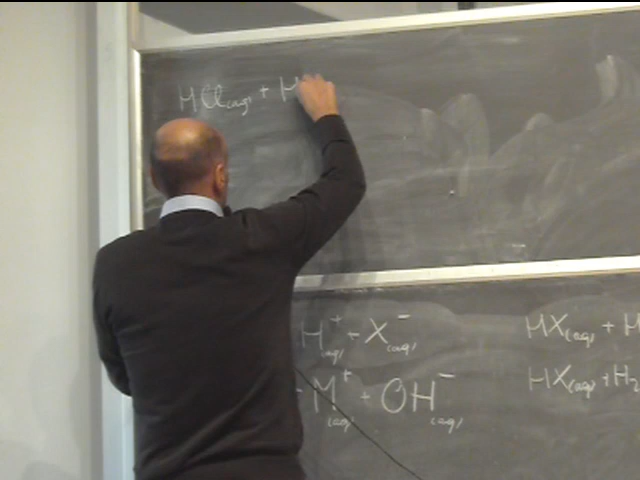 HCl(aq) + H
H⁺(aq) + X⁻(aq)
M⁺(aq) + OH⁻(aq)
HX(aq) +
HX(aq) + H₂